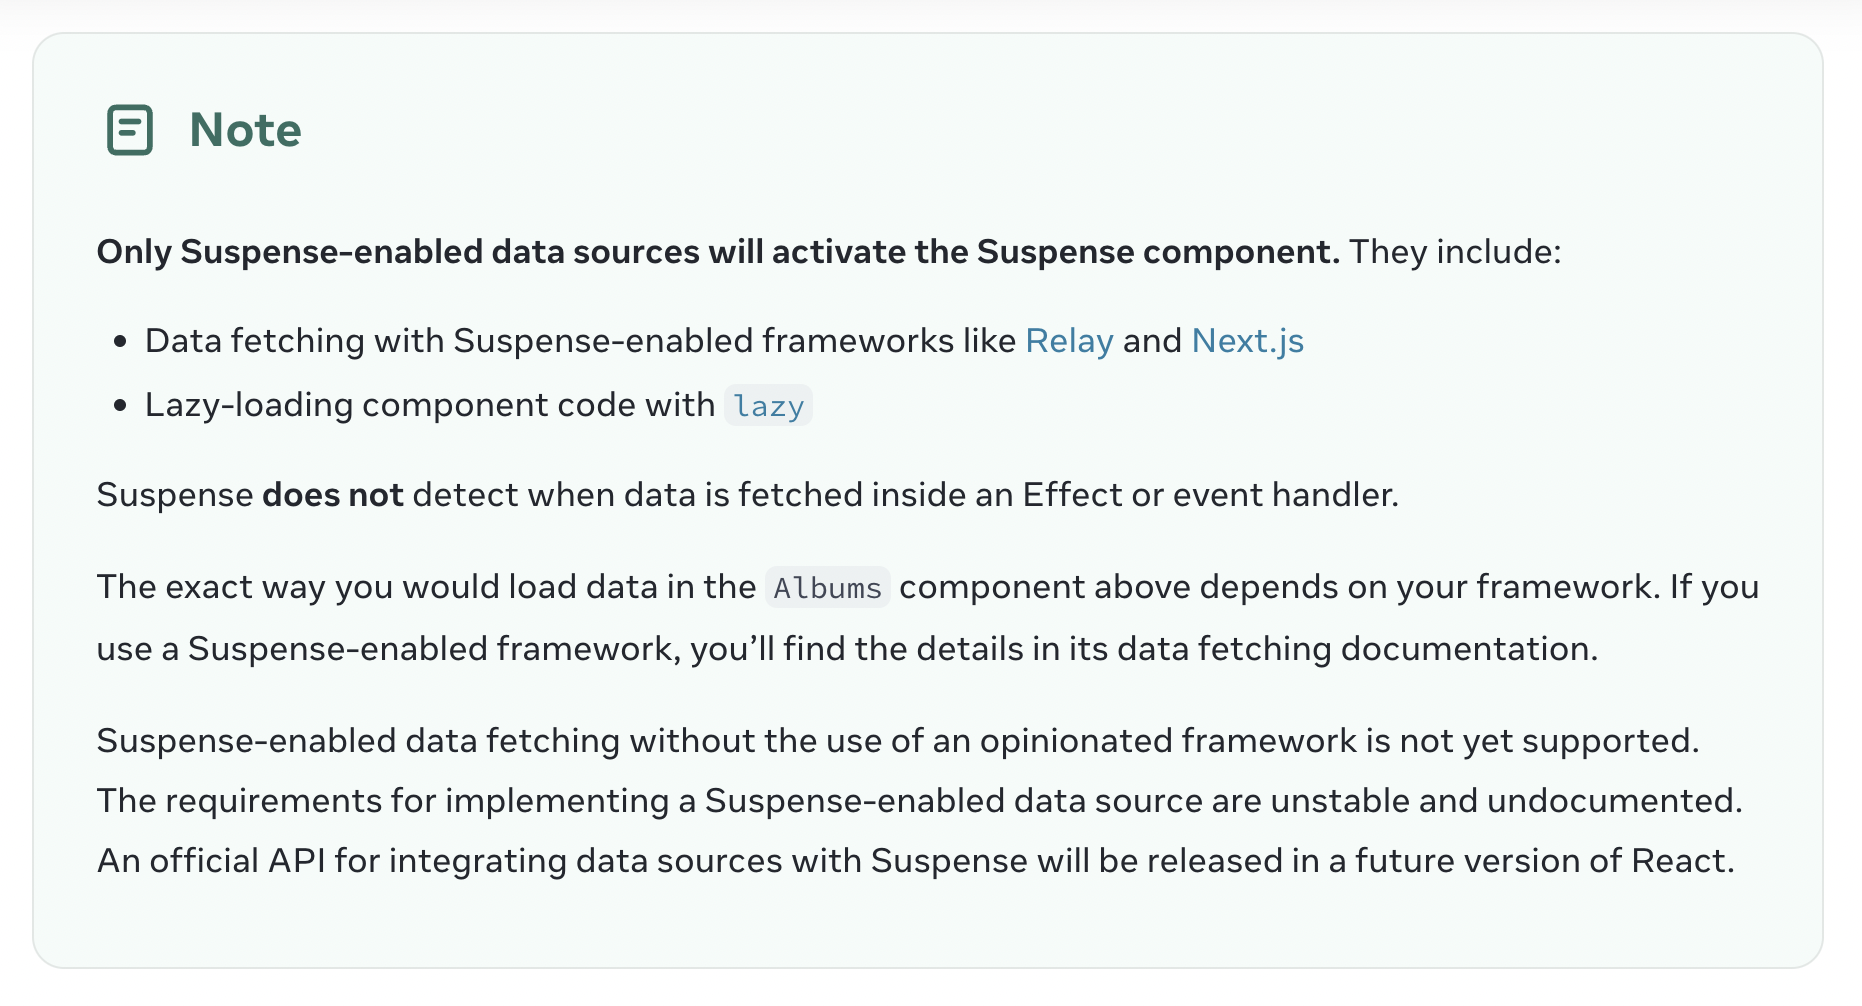 Note
Only Suspense-enabled data sources will activate the Suspense component. They include:
Data fetching with Suspense-enabled frameworks like Relay and Next.js
Lazy-loading component code with lazy
Suspense does not detect when data is fetched inside an Effect or event handler.
The exact way you would load data in the Albums component above depends on your framework. If you
use a Suspense-enabled framework, you’ll find the details in its data fetching documentation.
Suspense-enabled data fetching without the use of an opinionated framework is not yet supported.
The requirements for implementing a Suspense-enabled data source are unstable and undocumented.
An official API for integrating data sources with Suspense will be released in a future version of React.